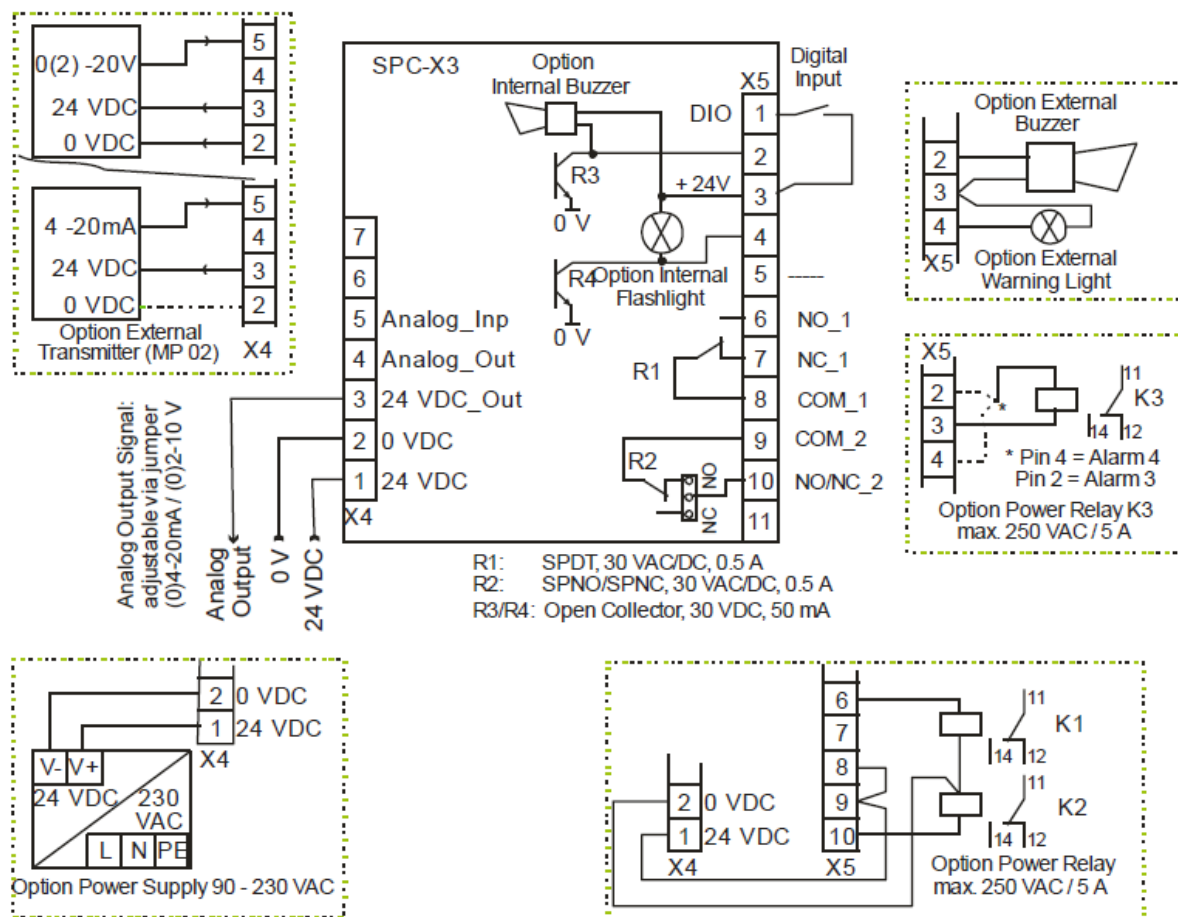 0(2) -20V
24 VDC
0 VDC
5
4
3
2
4 -20mA
24 VDC
0 VDC
5
4
3
2
Option External
Transmitter (MP 02)
X4
SPC-X3
Option
Internal Buzzer
Digital
Input
X5
DIO
1
2
3
4
5
6
7
8
9
10
11
R3
0 V
+ 24V
R4
0 V
Option Internal
Flashlight
-----
NO_1
NC_1
COM_1
COM_2
NO/NC_2
R1
R2
NO
NC
7
6
5 Analog_Inp
4 Analog_Out
3 24 VDC_Out
2 0 VDC
1 24 VDC
X4
Analog Output Signal:
adjustable via jumper
(0)4-20mA / (0)2-10 V
Analog
Output
0 V
24 VDC
R1: SPDT, 30 VAC/DC, 0.5 A
R2: SPNO/SPNC, 30 VAC/DC, 0.5 A
R3/R4: Open Collector, 30 VDC, 50 mA
Option External
Buzzer
2
3
4
X5
Option External
Warning Light
X5
2
3
4
*
11
K3
14 12
* Pin 4 = Alarm 4
Pin 2 = Alarm 3
Option Power Relay K3
max. 250 VAC / 5 A
2 0 VDC
1 24 VDC
X4
V- V+
24 VDC
230
VAC
L N PE
Option Power Supply 90 - 230 VAC
6
7
8
9
10
X5
2 0 VDC
1 24 VDC
X4
11
K1
14 12
11
K2
14 12
Option Power Relay
max. 250 VAC / 5 A